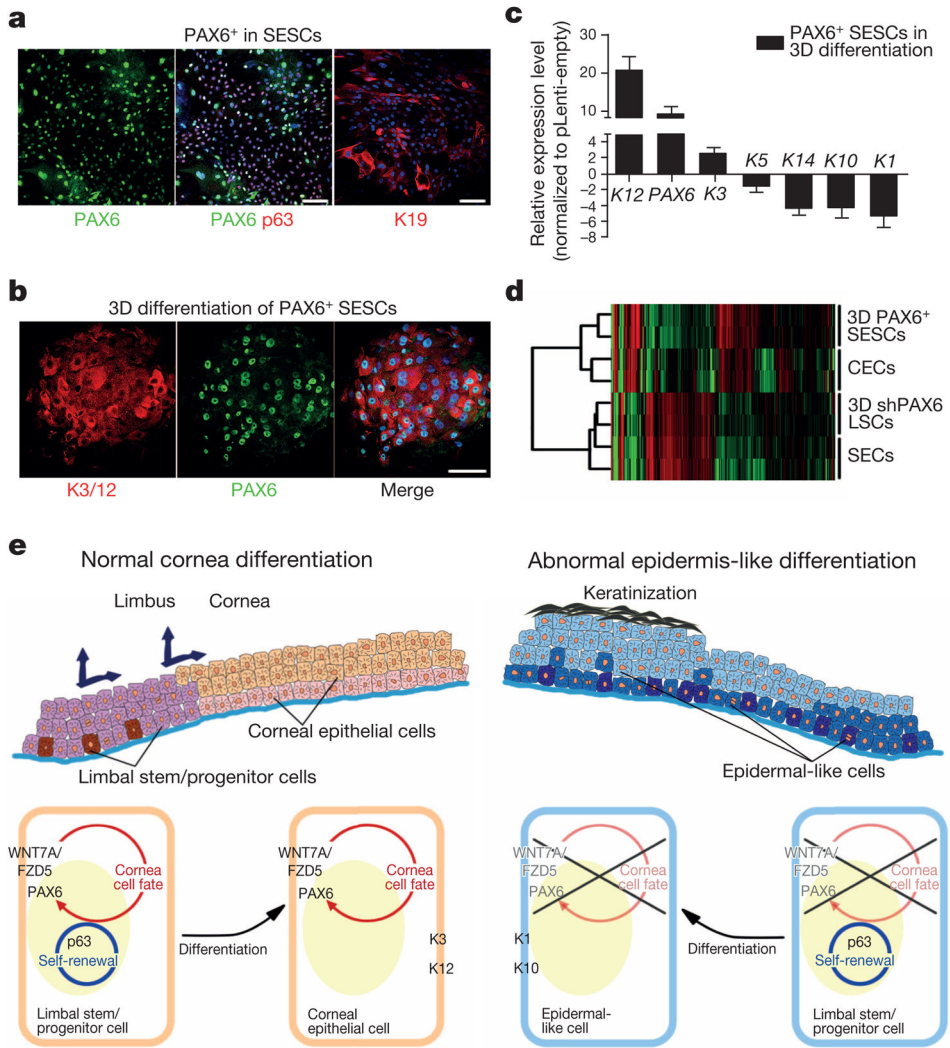 a
PAX6⁺ in SESCs
PAX6
PAX6 p63
K19
b
3D differentiation of PAX6⁺ SESCs
K3/12
PAX6
Merge
c
Relative expression level
(normalized to pLenti-empty)
30
20
10
4
2
0
−2
−4
−6
−8
PAX6⁺ SESCs in
3D differentiation
K12
PAX6
K3
K5
K14
K10
K1
d
3D PAX6⁺
SESCs
CECs
3D shPAX6
LSCs
SECs
e
Normal cornea differentiation
Limbus
Cornea
Corneal epithelial cells
Limbal stem/progenitor cells
WNT7A/
FZD5
PAX6
Cornea
cell fate
p63
Self-renewal
Limbal stem/
progenitor cell
Differentiation
WNT7A/
FZD5
PAX6
Cornea
cell fate
K3
K12
Corneal
epithelial cell
Abnormal epidermis-like differentiation
Keratinization
Epidermal-like cells
WNT7A/
FZD5
PAX6
Cornea
cell fate
K1
K10
Epidermal-
like cell
Differentiation
WNT7A/
FZD5
PAX6
Cornea
cell fate
p63
Self-renewal
Limbal stem/
progenitor cell